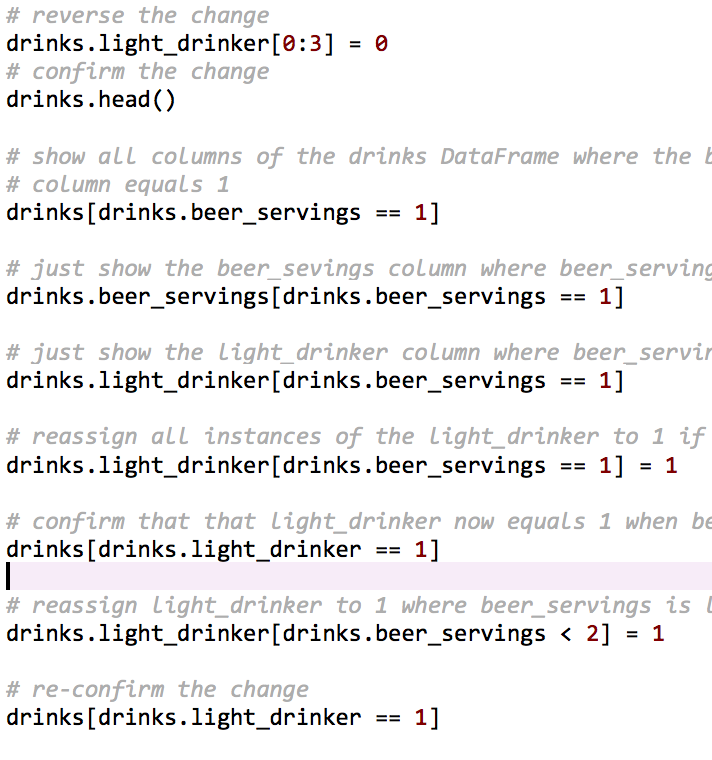 # reverse the change
drinks.light_drinker[0:3] = 0
# confirm the change
drinks.head()
# show all columns of the drinks DataFrame where the
# column equals 1
drinks[drinks.beer_servings == 1]
# just show the beer_sevings column where beer_serving
drinks.beer_servings[drinks.beer_servings == 1]
# just show the light_drinker column where beer_servin
drinks.light_drinker[drinks.beer_servings == 1]
# reassign all instances of the light_drinker to 1 if
drinks.light_drinker[drinks.beer_servings == 1] = 1
# confirm that that light_drinker now equals 1 when be
drinks[drinks.light_drinker == 1]
# reassign light_drinker to 1 where beer_servings is
drinks.light_drinker[drinks.beer_servings < 2] = 1
# re-confirm the change
drinks[drinks.light_drinker == 1]